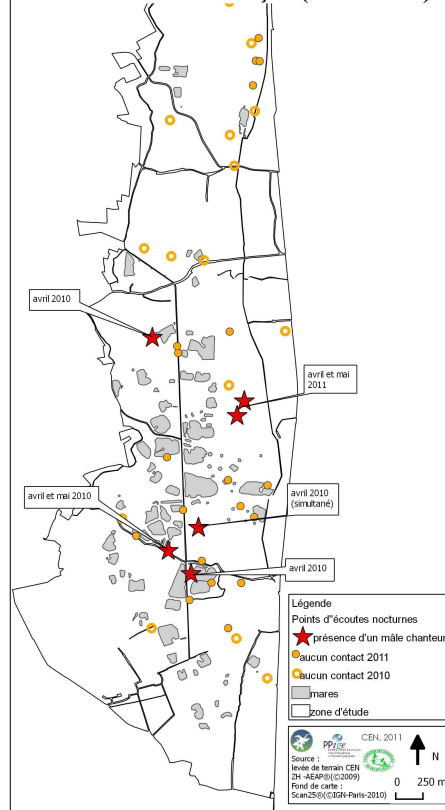 avril 2010
avril et mai
2011
avril 2010
(simultané)
avril et mai 2010
avril 2010
Légende
Points d"écoutes nocturnes
présence d'un mâle chanteur
aucun contact 2011
aucun contact 2010
mares
zone d'étude
PPige
CEN, 2011
Source :
levée de terrain CEN
ZH -AEAP®(©2009)
Fond de carte :
Scan25®(©IGN-Paris-2010)
N
0 250 m